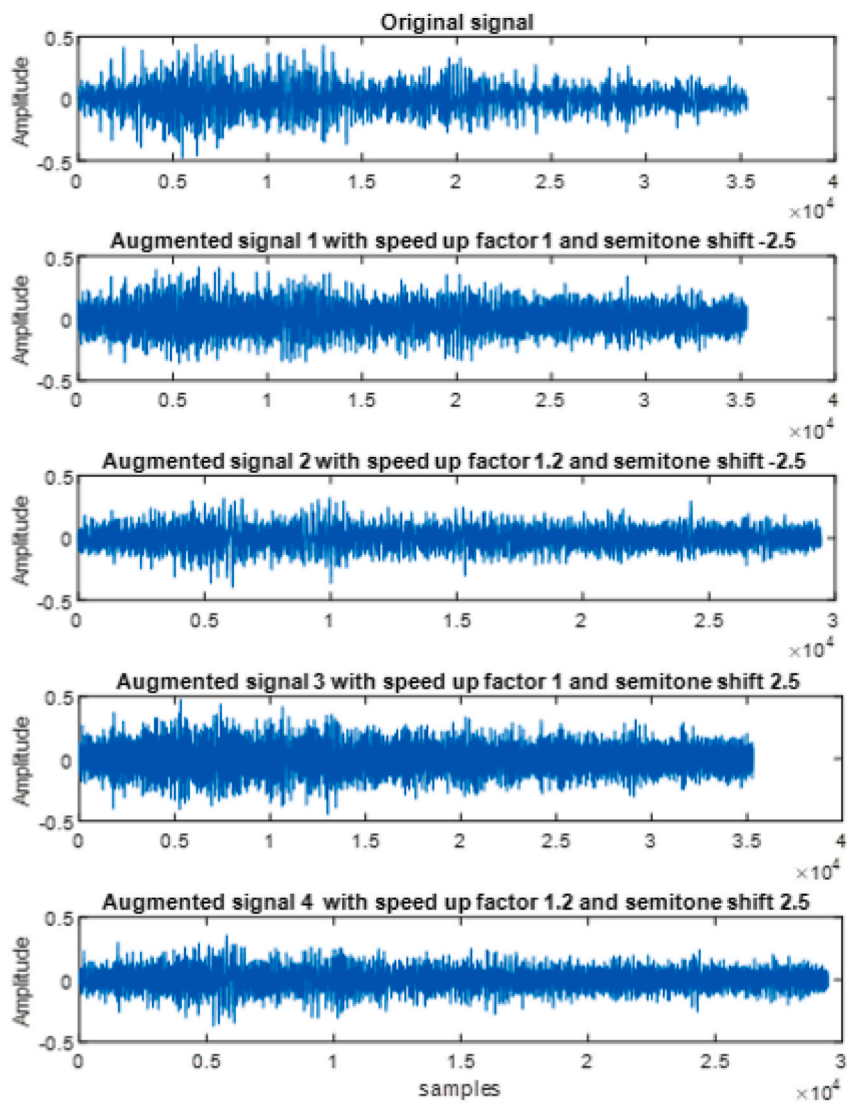 Original signal
Amplitude
0.5
0
-0.5
0 0.5 1 1.5 2 2.5 3 3.5 4
×10^4
Augmented signal 1 with speed up factor 1 and semitone shift -2.5
Amplitude
0.5
0
-0.5
0 0.5 1 1.5 2 2.5 3 3.5 4
×10^4
Augmented signal 2 with speed up factor 1.2 and semitone shift -2.5
Amplitude
0.5
0
-0.5
0 0.5 1 1.5 2 2.5 3
×10^4
Augmented signal 3 with speed up factor 1 and semitone shift 2.5
Amplitude
0.5
0
-0.5
0 0.5 1 1.5 2 2.5 3 3.5 4
×10^4
Augmented signal 4 with speed up factor 1.2 and semitone shift 2.5
Amplitude
0.5
0
-0.5
0 0.5 1 1.5 2 2.5 3
samples
×10^4